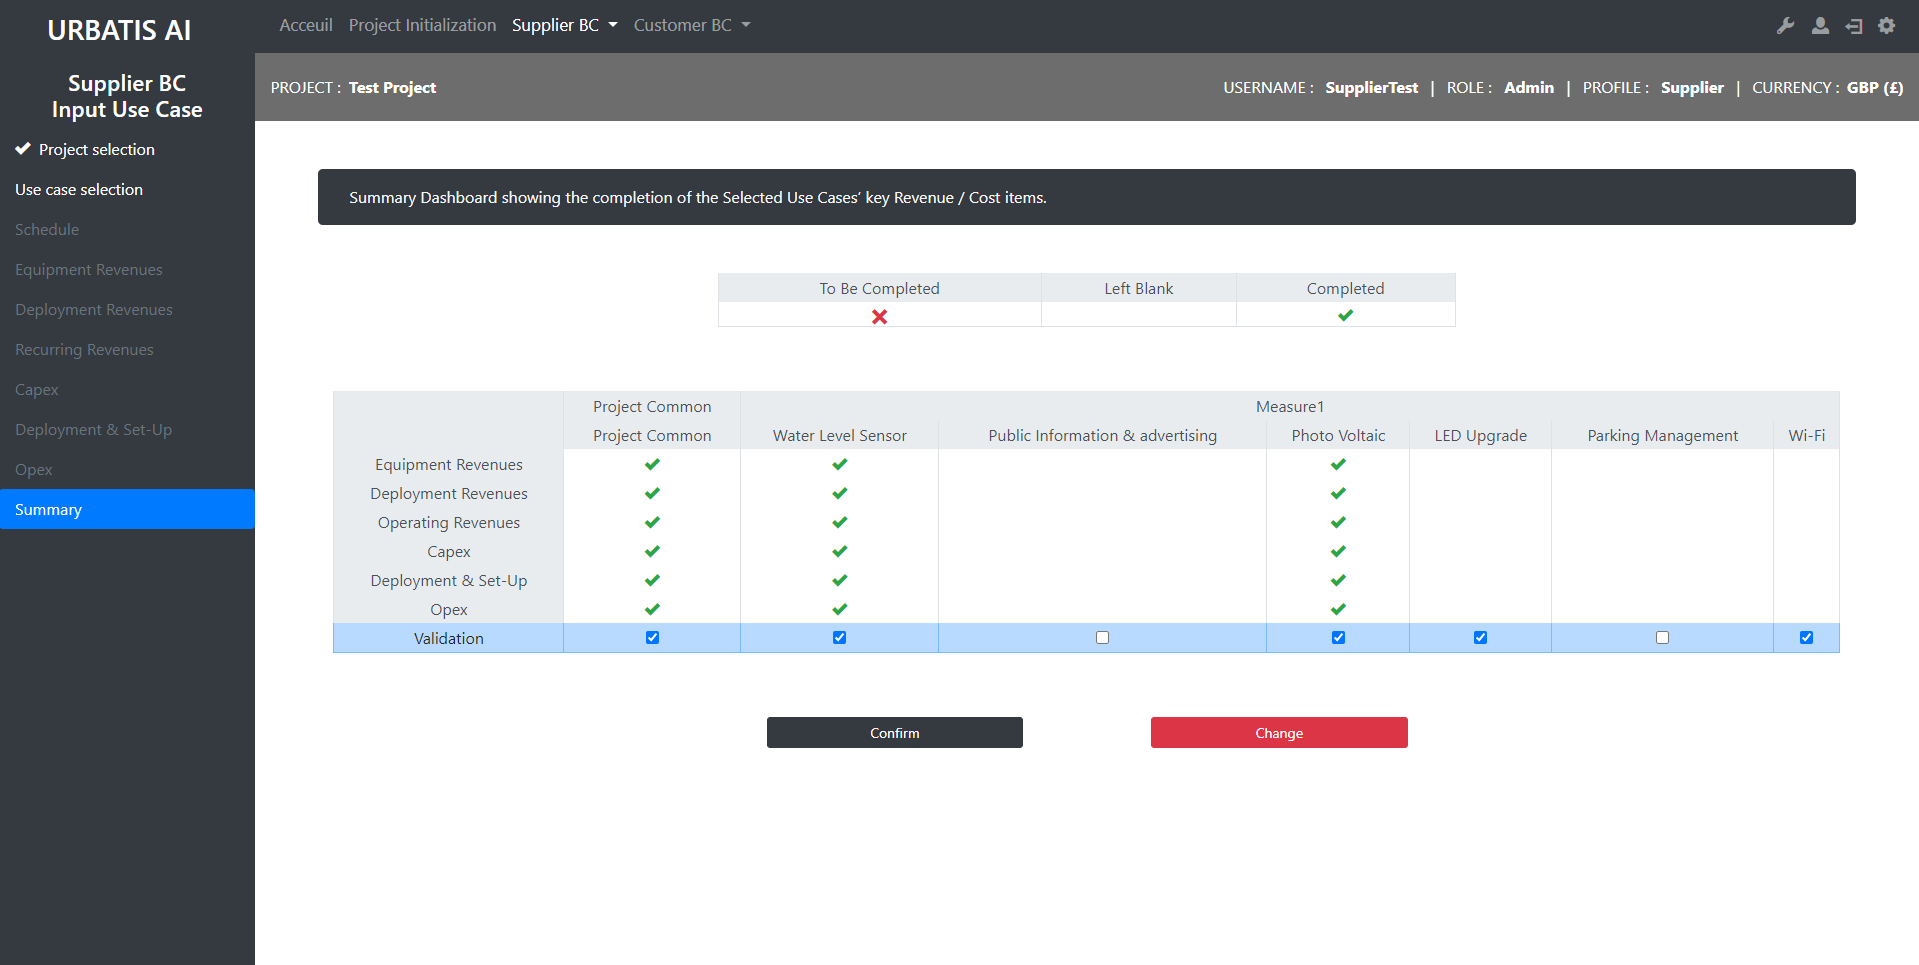 URBATIS AI
Acceuil Project Initialization Supplier BC Customer BC
Supplier BC
Input Use Case
Project selection
Use case selection
Schedule
Equipment Revenues
Deployment Revenues
Recurring Revenues
Capex
Deployment & Set-Up
Opex
Summary
PROJECT : Test Project
USERNAME : SupplierTest | ROLE : Admin | PROFILE : Supplier | CURRENCY : GBP (£)
Summary Dashboard showing the completion of the Selected Use Cases’ key Revenue / Cost items.
To Be Completed Left Blank Completed
Project Common Measure1
Project Common Water Level Sensor Public Information & advertising Photo Voltaic LED Upgrade Parking Management Wi-Fi
Equipment Revenues
Deployment Revenues
Operating Revenues
Capex
Deployment & Set-Up
Opex
Validation
Confirm Change